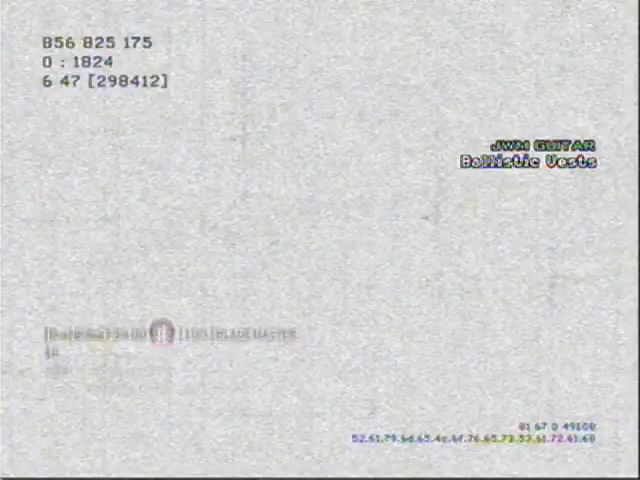 856 825 175
0 : 1824
6 47 [298412]
JWM GUITAR
Ballistic Vests
BLADEMASTER
81 67 0 49108
52.61.79.6d.65.4c.6f.76.65.73.53.61.72.61.68